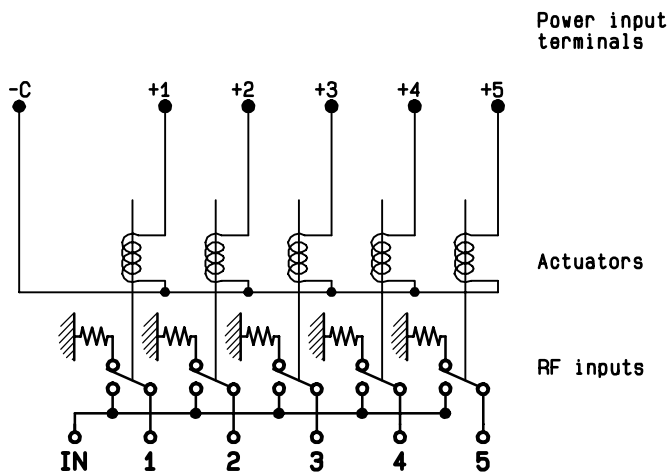 Power input
terminals
-C +1 +2 +3 +4 +5
Actuators
RF inputs
IN 1 2 3 4 5